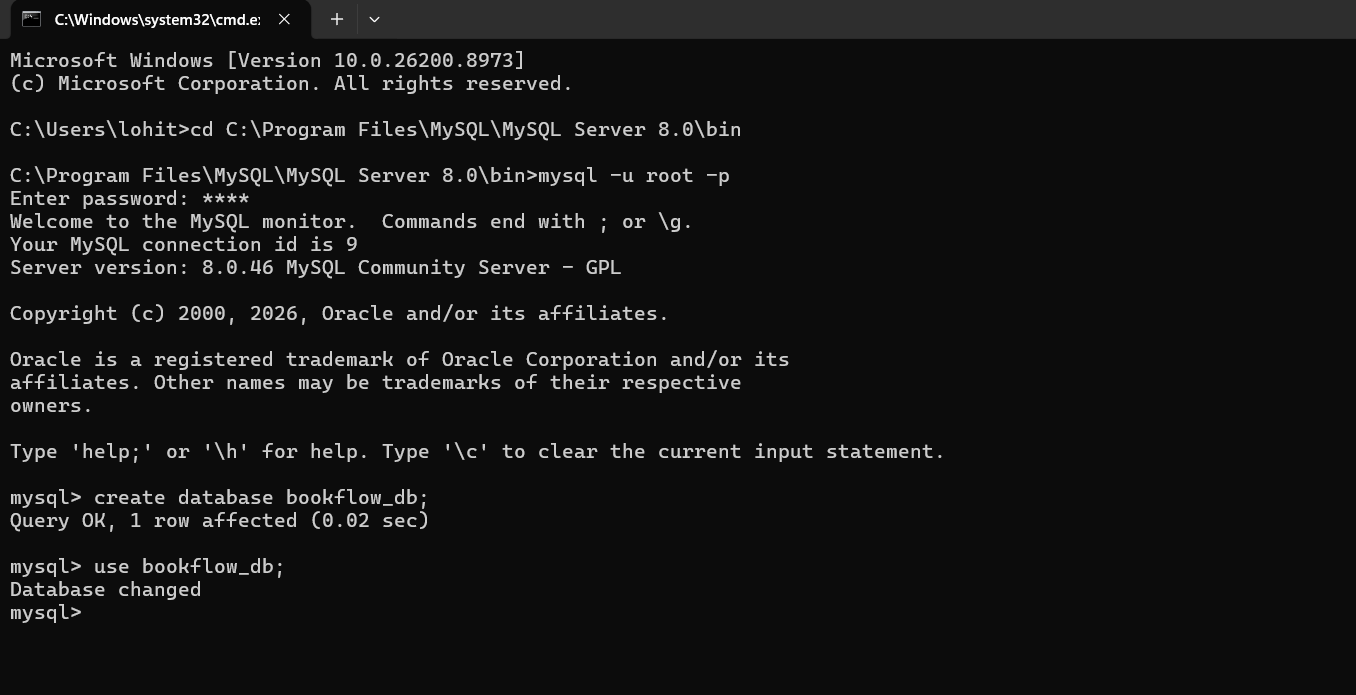 C:\Windows\system32\cmd.e
Microsoft Windows [Version 10.0.26200.8973]
(c) Microsoft Corporation. All rights reserved.
C:\Users\lohit>cd C:\Program Files\MySQL\MySQL Server 8.0\bin
C:\Program Files\MySQL\MySQL Server 8.0\bin>mysql -u root -p
Enter password: ****
Welcome to the MySQL monitor.  Commands end with ; or \g.
Your MySQL connection id is 9
Server version: 8.0.46 MySQL Community Server - GPL
Copyright (c) 2000, 2026, Oracle and/or its affiliates.
Oracle is a registered trademark of Oracle Corporation and/or its
affiliates. Other names may be trademarks of their respective
owners.
Type 'help;' or '\h' for help. Type '\c' to clear the current input statement.
mysql> create database bookflow_db;
Query OK, 1 row affected (0.02 sec)
mysql> use bookflow_db;
Database changed
mysql>